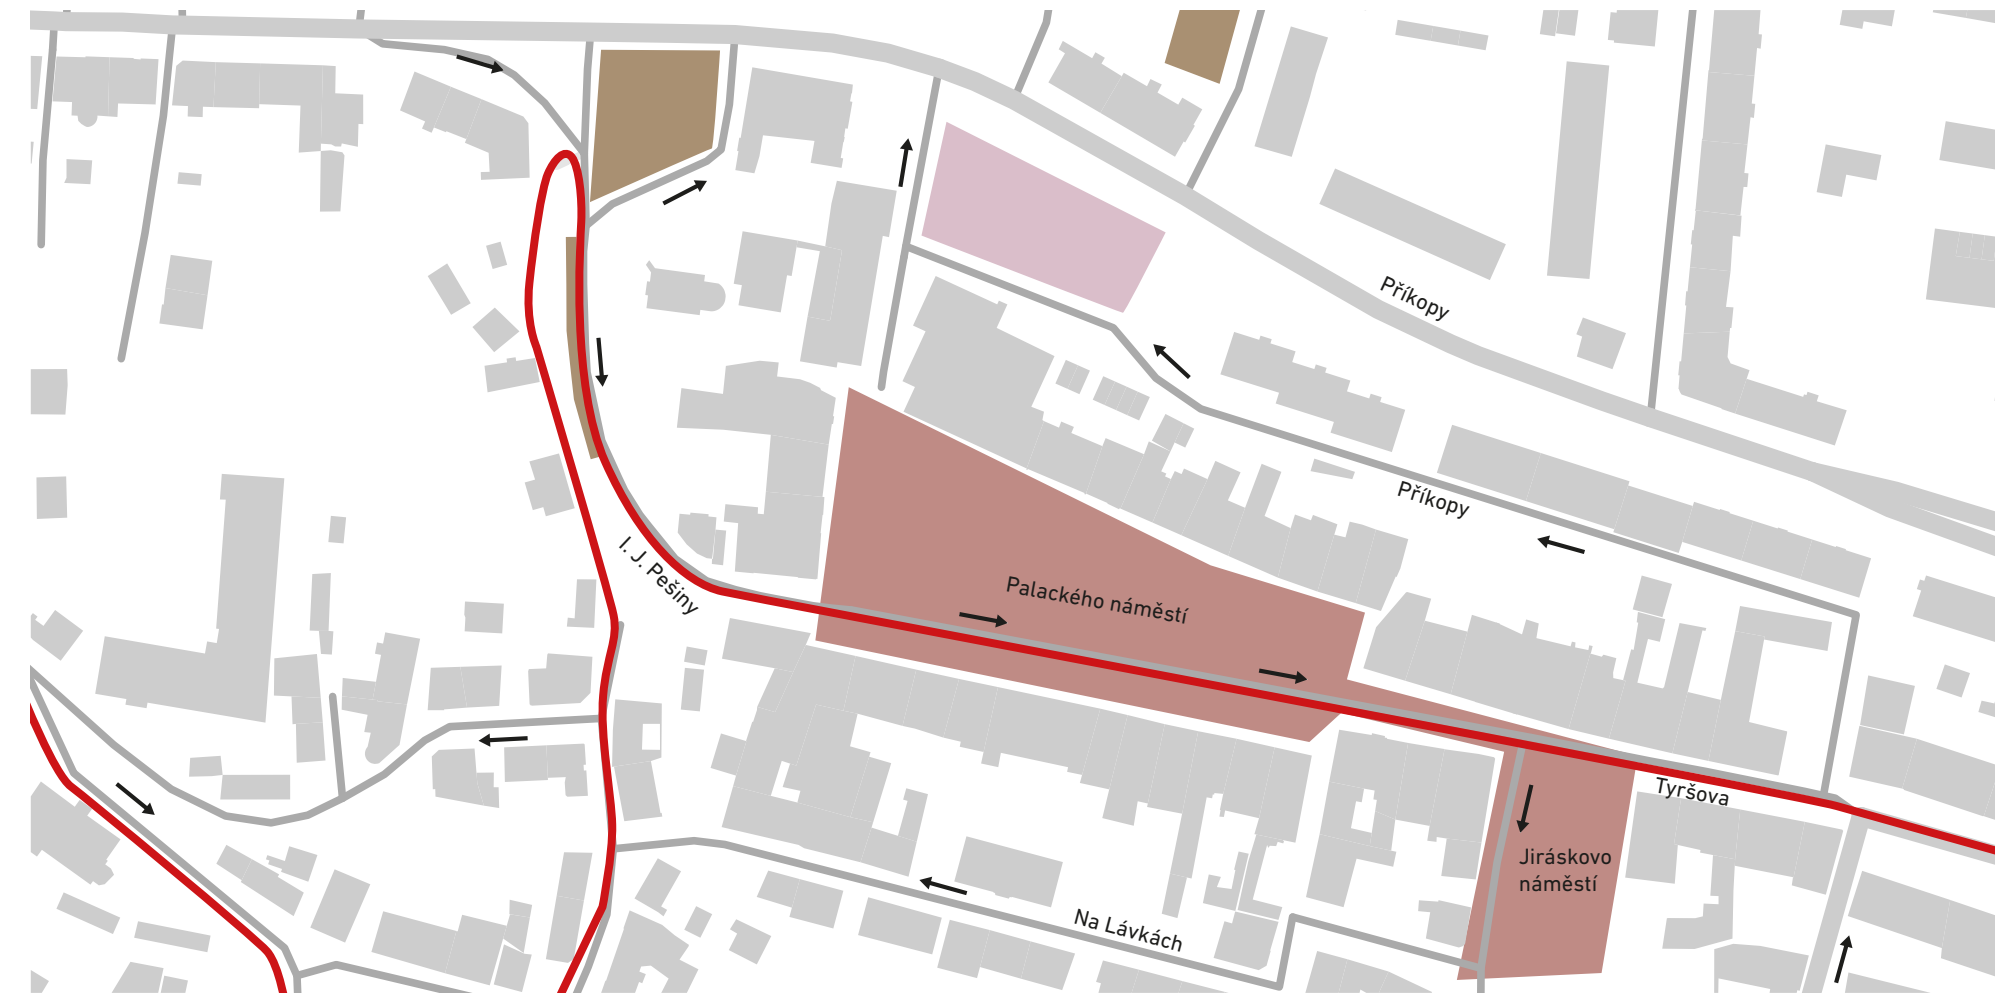 Příkopy
Příkopy
I. J. Pešiny
Palackého náměstí
Tyršova
Jiráskovo
náměstí
Na Lávkách